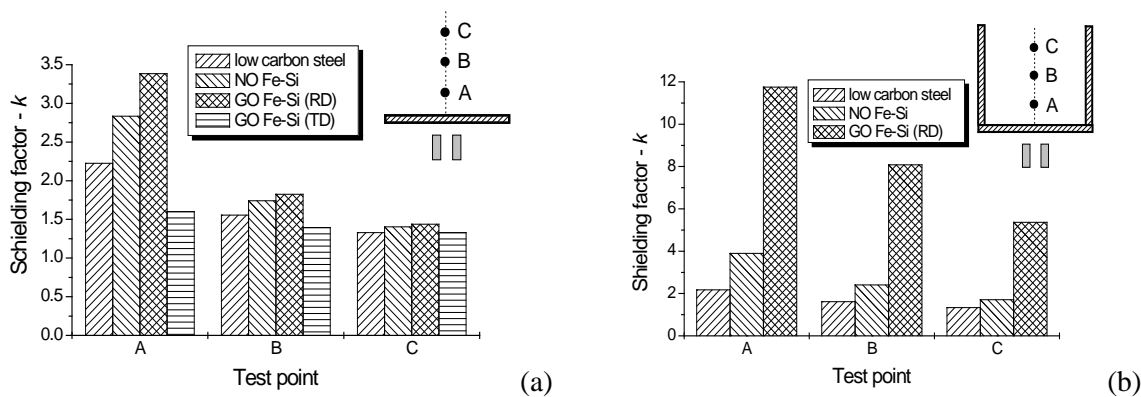 C
B
A
low carbon steel
NO Fe-Si
GO Fe-Si (RD)
GO Fe-Si (TD)
Schielding factor - k
3.5
3.0
2.5
2.0
1.5
1.0
0.5
0.0
A B C
Test point
(a)
C
B
A
low carbon steel
NO Fe-Si
GO Fe-Si (RD)
Shielding factor - k
12
10
8
6
4
2
0
A B C
Test point
(b)